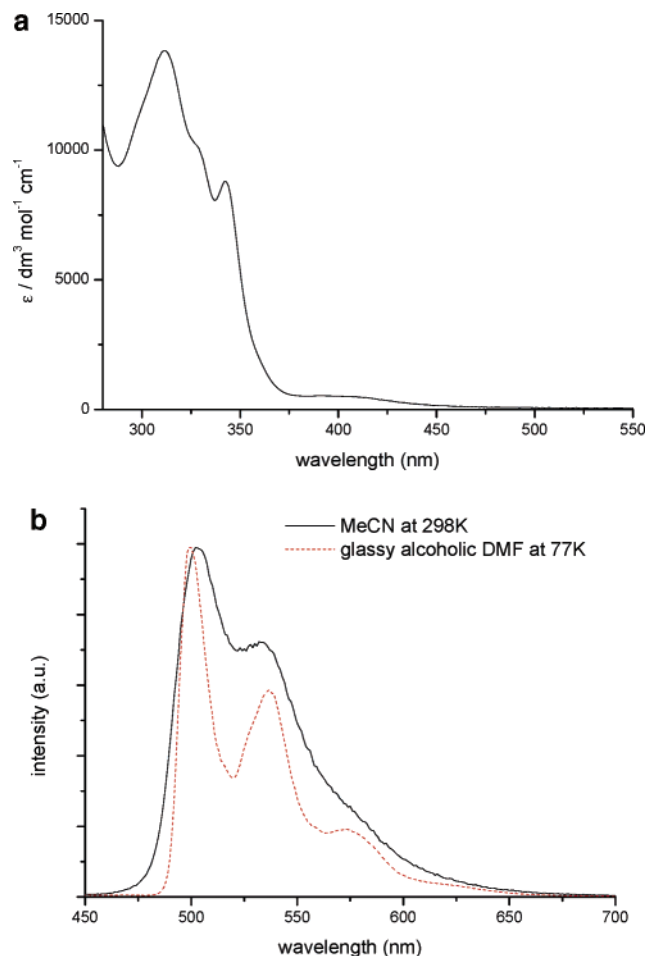 a
15000
10000
5000
0
ε / dm³ mol⁻¹ cm⁻¹
300 350 400 450 500 550
wavelength (nm)
b
MeCN at 298K
glassy alcoholic DMF at 77K
intensity (a.u.)
450 500 550 600 650 700
wavelength (nm)